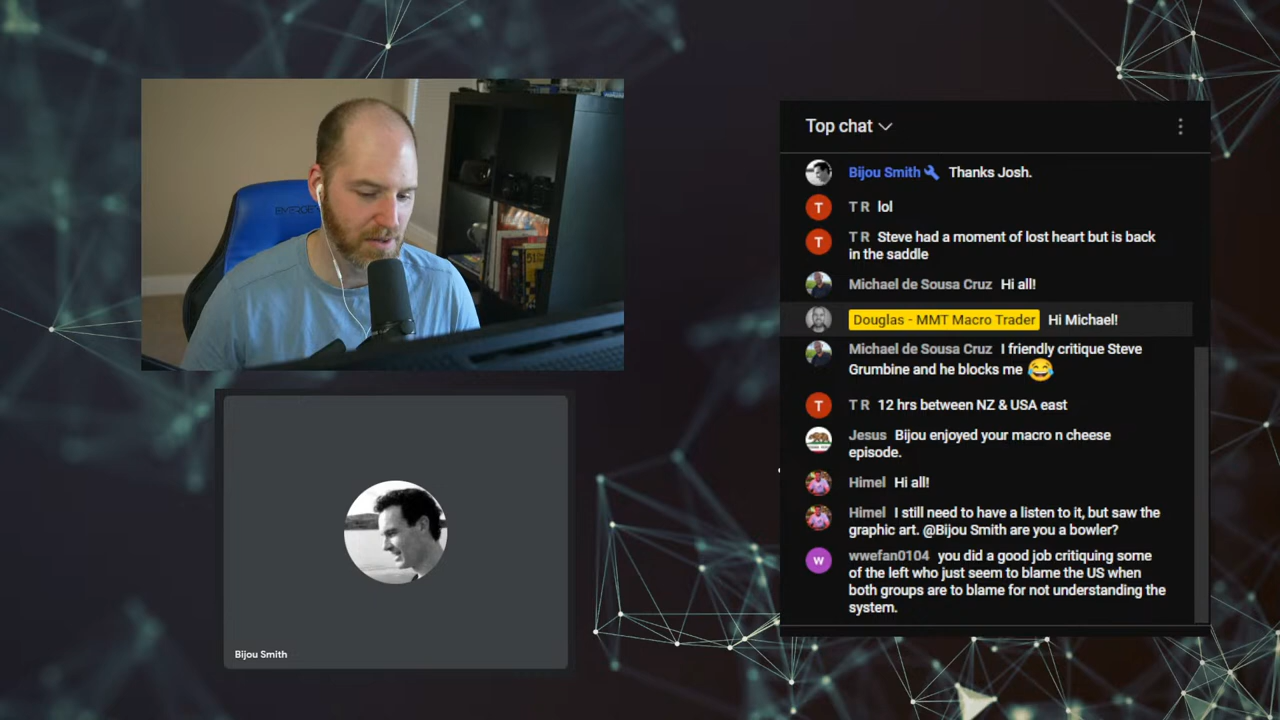 Top chat
Bijou Smith Thanks Josh.
T
T R lol
T
T R Steve had a moment of lost heart but is back
in the saddle
Michael de Sousa Cruz Hi all!
Douglas - MMT Macro Trader Hi Michael!
Michael de Sousa Cruz I friendly critique Steve
Grumbine and he blocks me 😂
T
T R 12 hrs between NZ & USA east
Jesus Bijou enjoyed your macro n cheese
episode.
Himel Hi all!
Himel I still need to have a listen to it, but saw the
graphic art. @Bijou Smith are you a bowler?
w
wwefan0104 you did a good job critiquing some
of the left who just seem to blame the US when
both groups are to blame for not understanding the
system.
Bijou Smith